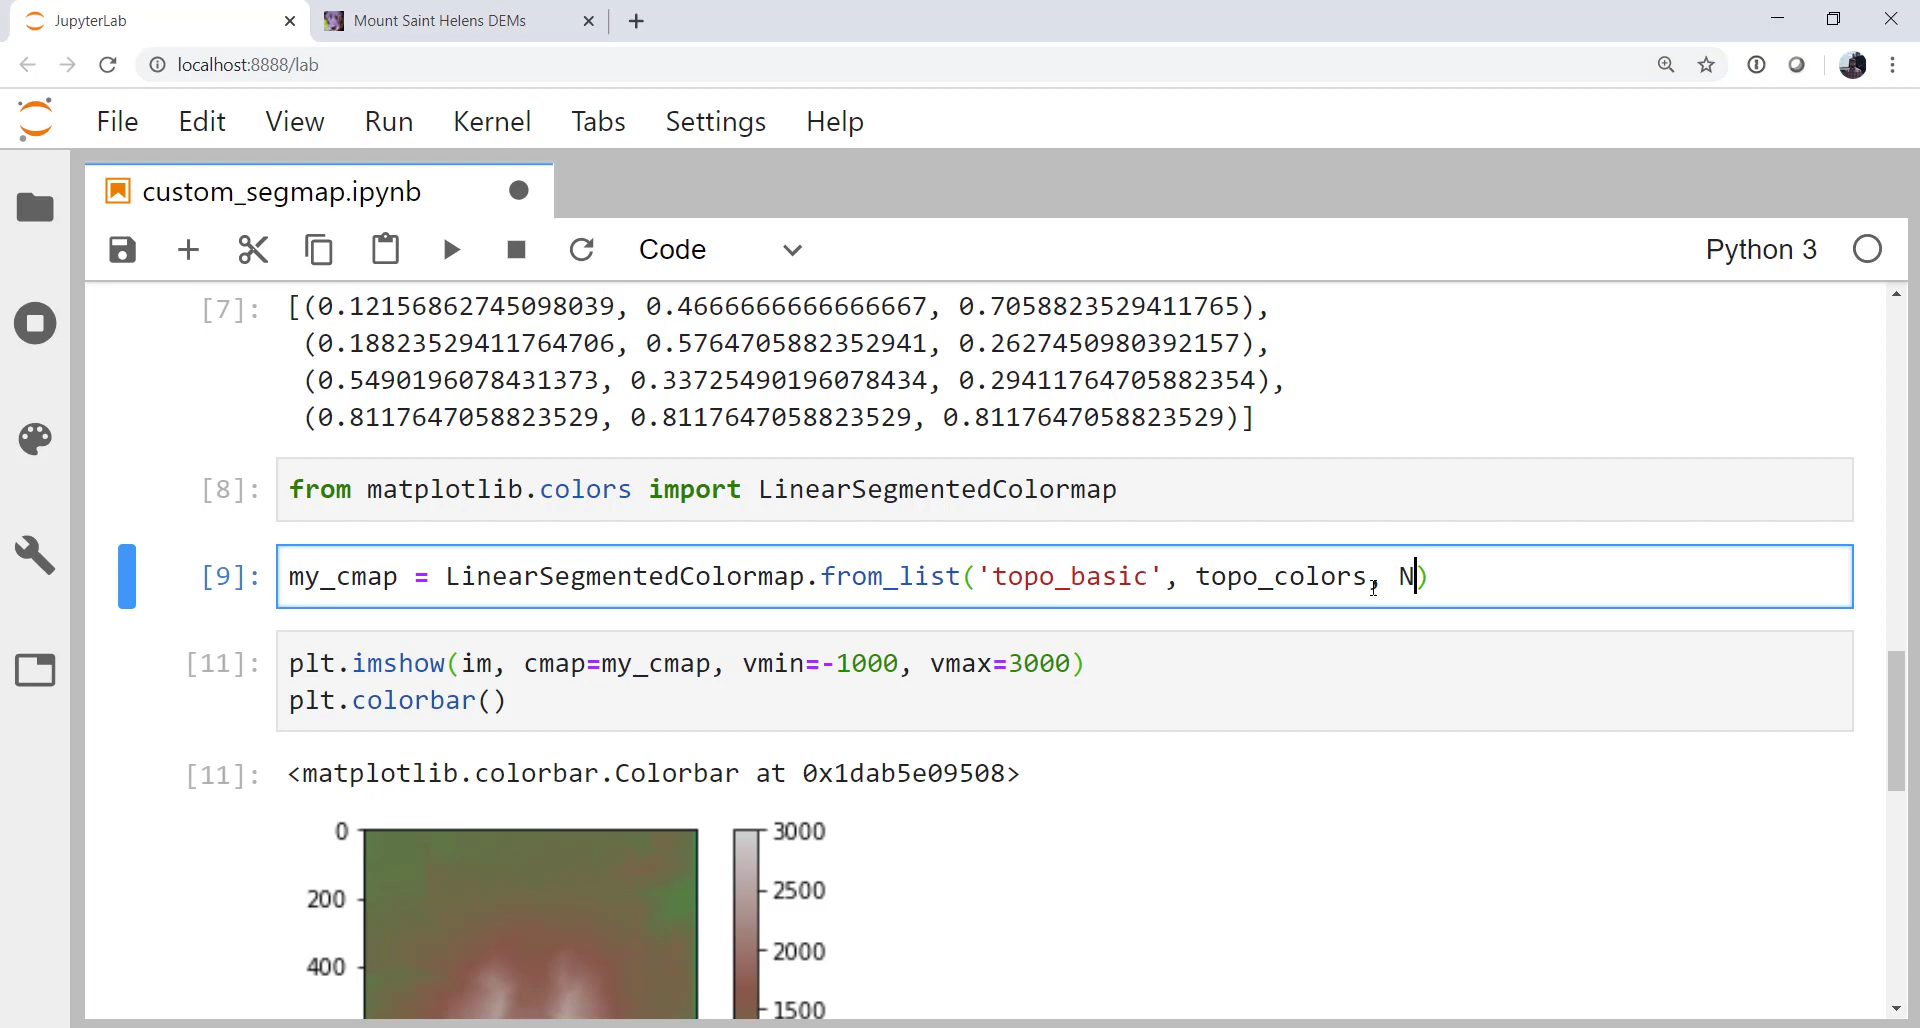 JupyterLab
Mount Saint Helens DEMs
localhost:8888/lab
File Edit View Run Kernel Tabs Settings Help
custom_segmap.ipynb
Code
Python 3
[7]: [(0.12156862745098039, 0.4666666666666667, 0.7058823529411765),
(0.18823529411764706, 0.5764705882352941, 0.2627450980392157),
(0.5490196078431373, 0.33725490196078434, 0.29411764705882354),
(0.8117647058823529, 0.8117647058823529, 0.8117647058823529)]
[8]: from matplotlib.colors import LinearSegmentedColormap
[9]: my_cmap = LinearSegmentedColormap.from_list('topo_basic', topo_colors, N)
[11]: plt.imshow(im, cmap=my_cmap, vmin=-1000, vmax=3000)
plt.colorbar()
[11]: <matplotlib.colorbar.Colorbar at 0x1dab5e09508>
0
200
400
3000
2500
2000
1500